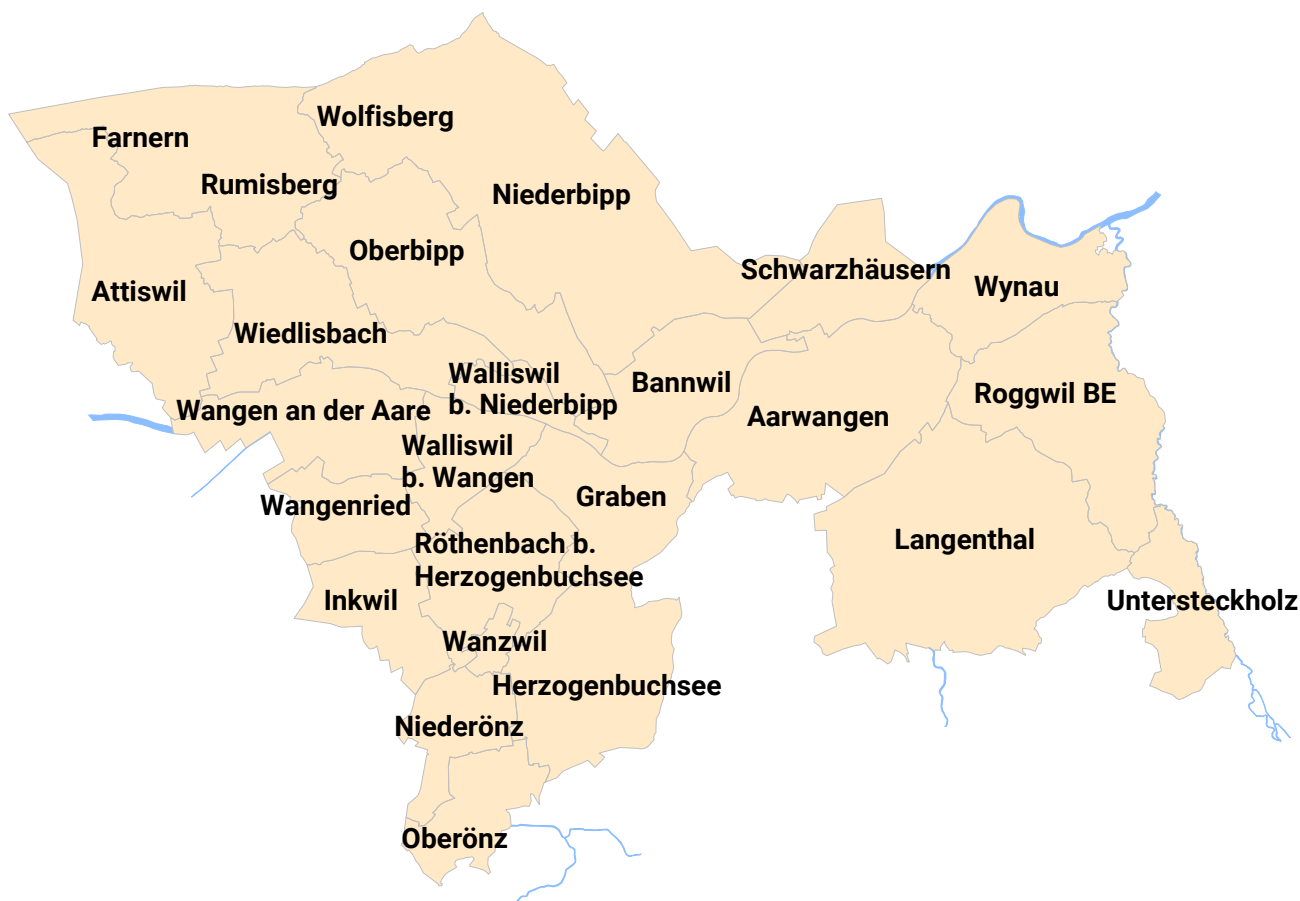 Wolfisberg
Farnern
Rumisberg
Niederbipp
Oberbipp
Schwarzhäusern
Wynau
Attiswil
Wiedlisbach
Walliswil
b. Niederbipp
Bannwil
Roggwil BE
Wangen an der Aare
Aarwangen
Walliswil
b. Wangen
Graben
Wangenried
Langenthal
Röthenbach b.
Herzogenbuchsee
Inkwil
Untersteckholz
Wanzwil
Herzogenbuchsee
Niederönz
Oberönz